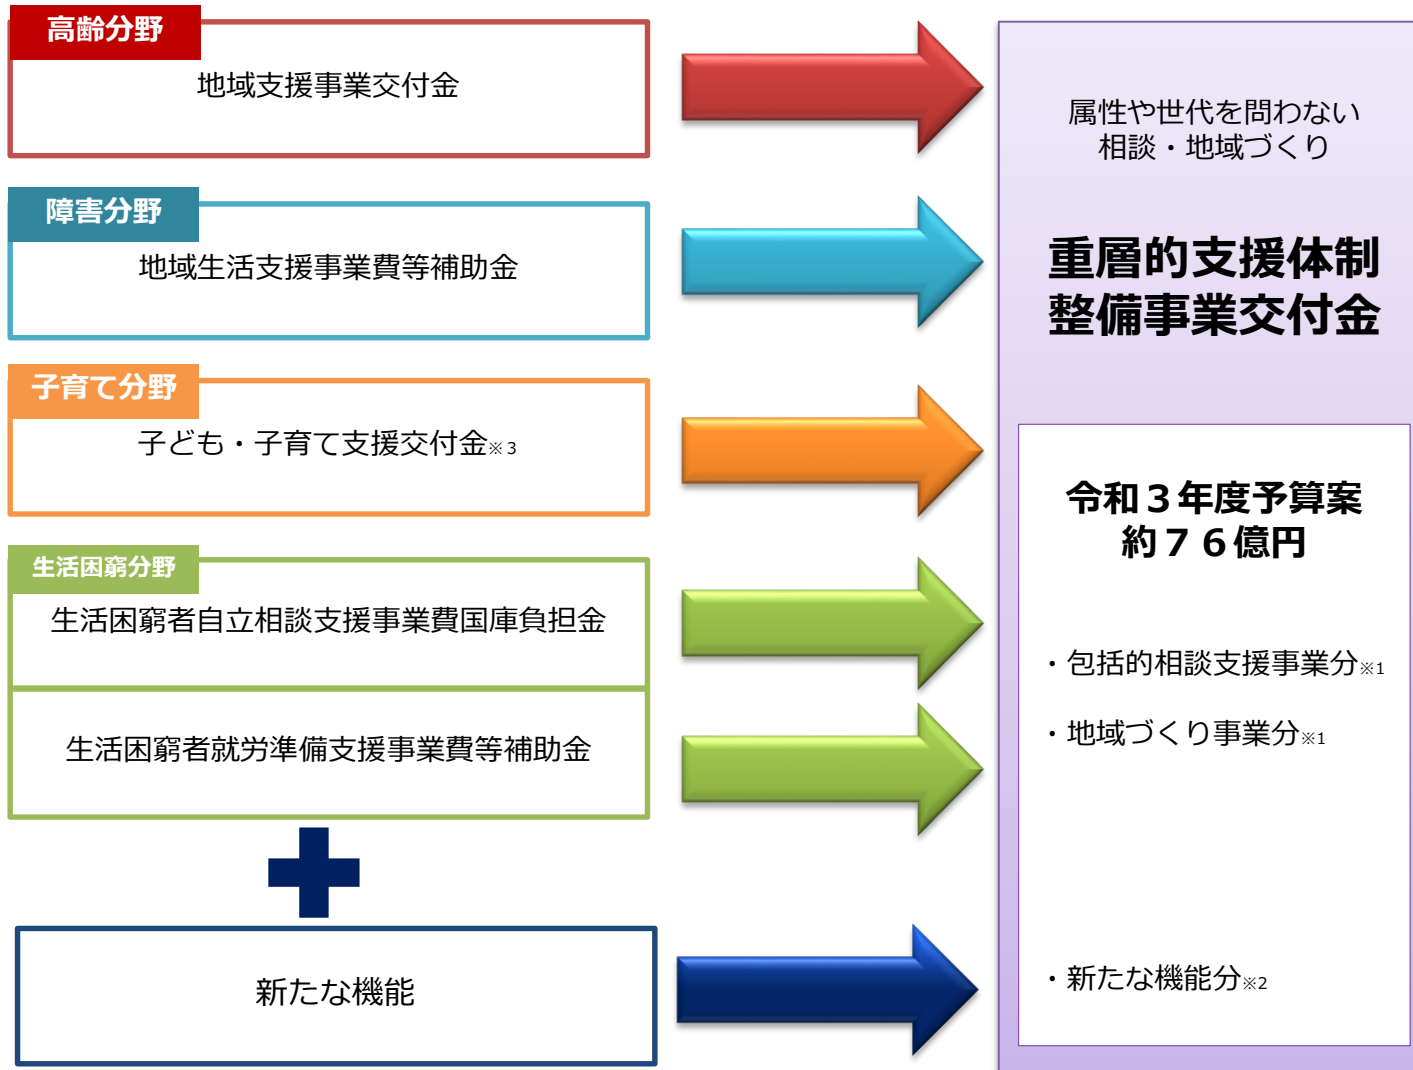 高齢分野
地域支援事業交付金
障害分野
地域生活支援事業費等補助金
子育て分野
子ども・子育て支援交付金※３
生活困窮分野
生活困窮者自立相談支援事業費国庫負担金
生活困窮者就労準備支援事業費等補助金
新たな機能
属性や世代を問わない
相談・地域づくり
重層的支援体制
整備事業交付金
令和３年度予算案
約７６億円
・包括的相談支援事業分※1
・地域づくり事業分※1
・新たな機能分※2